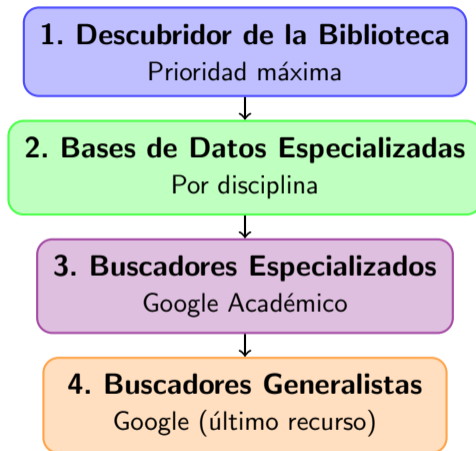 1. Descubridor de la Biblioteca
Prioridad máxima
2. Bases de Datos Especializadas
Por disciplina
3. Buscadores Especializados
Google Académico
4. Buscadores Generalistas
Google (último recurso)